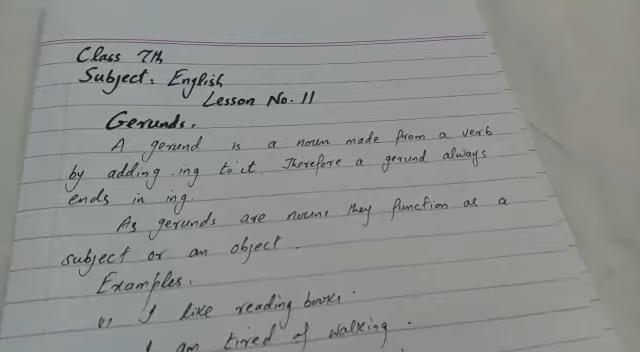 Class 7th
Subject: English
Lesson No. 11
Gerunds.
A gerund is a noun made from a verb
by adding -ing to it. Therefore a gerund always
ends in ing.
As gerunds are nouns they function as a
subject or an object.
Examples.
(i) I like reading books.
I am tired of walking.